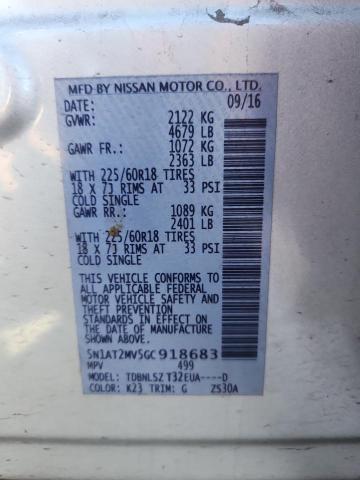 MFD BY NISSAN MOTOR CO., LTD.
DATE: 09/16
GVWR: 2122 KG
4679 LB
GAWR FR.: 1072 KG
2363 LB
WITH 225/60R18 TIRES
18 X 7J RIMS AT 33 PSI
COLD SINGLE
GAWR RR.: 1089 KG
2401 LB
WITH 225/60R18 TIRES
18 X 7J RIMS AT 33 PSI
COLD SINGLE
THIS VEHICLE CONFORMS TO
ALL APPLICABLE FEDERAL
MOTOR VEHICLE SAFETY
AND THEFT PREVENTION
STANDARDS IN EFFECT ON
THE DATE OF MANUFACTURE
SHOWN ABOVE.
5N1AT2MV5GC918683
MPV 499
MODEL: TDBNLSZ T32EUA----D
COLOR: K23 TRIM: G ZS30A